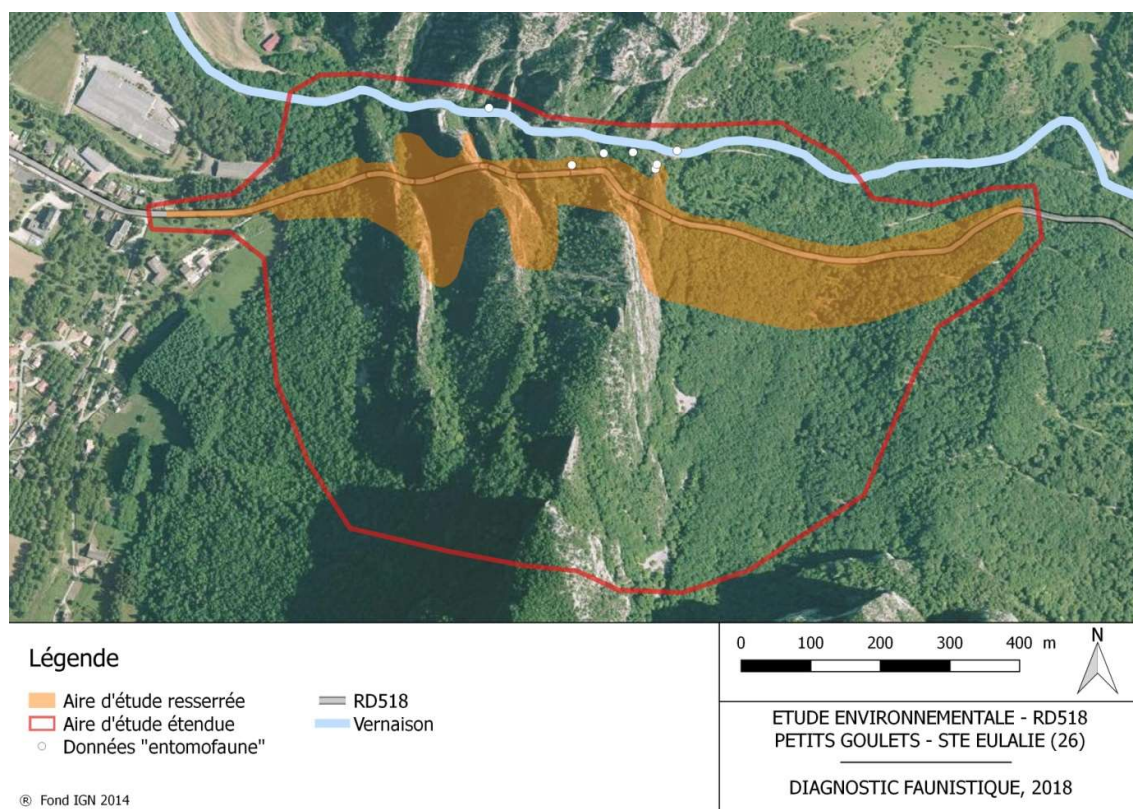 Légende
Aire d'étude resserrée
Aire d'étude étendue
Données "entomofaune"
RD518
Vernaison
® Fond IGN 2014
0 100 200 300 400 m
N
ETUDE ENVIRONNEMENTALE - RD518
PETITS GOULETS - STE EULALIE (26)
DIAGNOSTIC FAUNISTIQUE, 2018